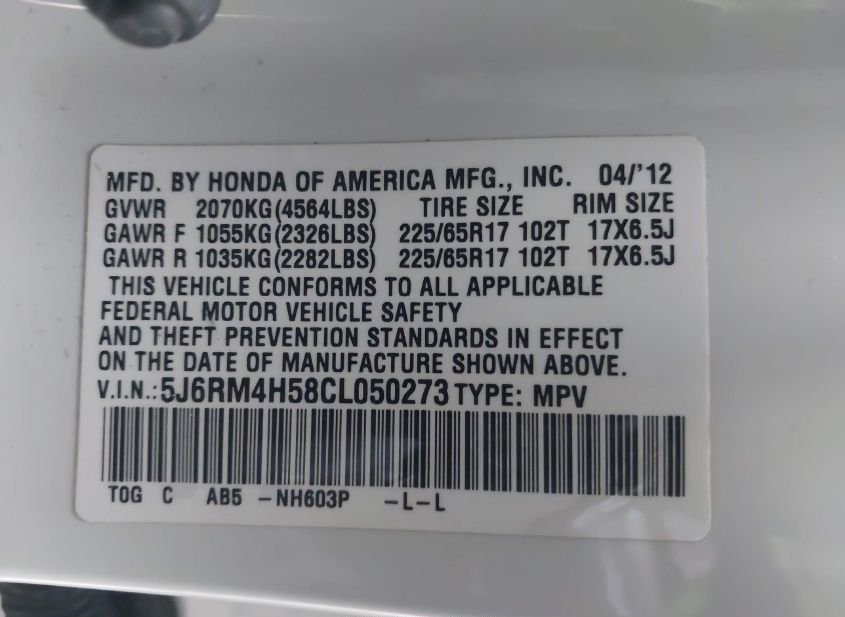 MFD. BY HONDA OF AMERICA MFG., INC. 04/'12
GVWR 2070KG(4564LBS) TIRE SIZE RIM SIZE
GAWR F 1055KG(2326LBS) 225/65R17 102T 17X6.5J
GAWR R 1035KG(2282LBS) 225/65R17 102T 17X6.5J
THIS VEHICLE CONFORMS TO ALL APPLICABLE
FEDERAL MOTOR VEHICLE SAFETY
AND THEFT PREVENTION STANDARDS IN EFFECT
ON THE DATE OF MANUFACTURE SHOWN ABOVE.
V.I.N.:5J6RM4H58CL050273 TYPE: MPV
T0G C AB5 -NH603P -L-L